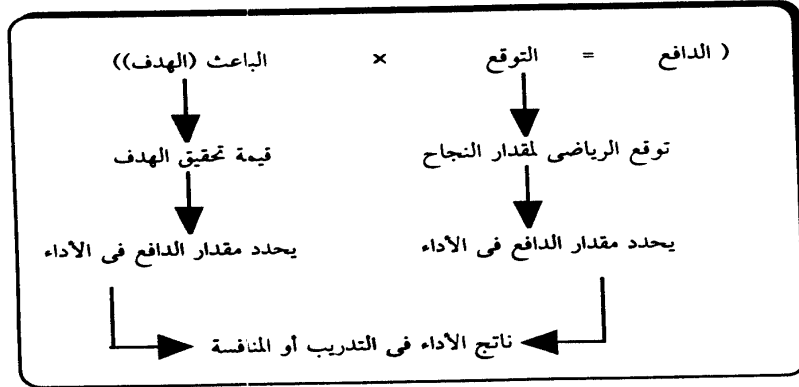 ( الدافع = التوقع × الباعث (الهدف))
توقع الرياضى لمقدار النجاح قيمة تحقيق الهدف
يحدد مقدار الدافع فى الأداء يحدد مقدار الدافع فى الأداء
ناتج الأداء فى التدريب أو المنافسة